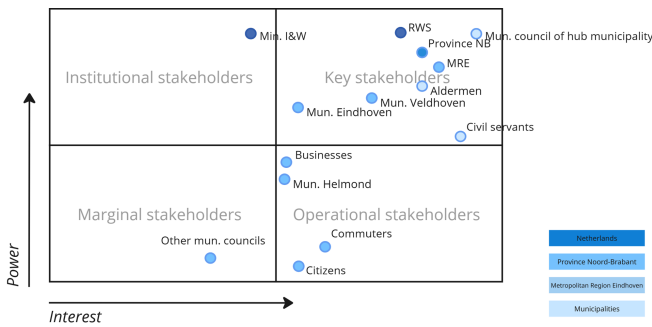 Min. I&W
RWS
Mun. council of hub municipality
Province NB
MRE
Institutional stakeholders
Key stakeholders
Aldermen
Mun. Veldhoven
Mun. Eindhoven
Civil servants
Businesses
Mun. Helmond
Marginal stakeholders
Operational stakeholders
Other mun. councils
Commuters
Citizens
Power
Interest
Netherlands
Province Noord-Brabant
Metropolitan Region Eindhoven
Municipalities